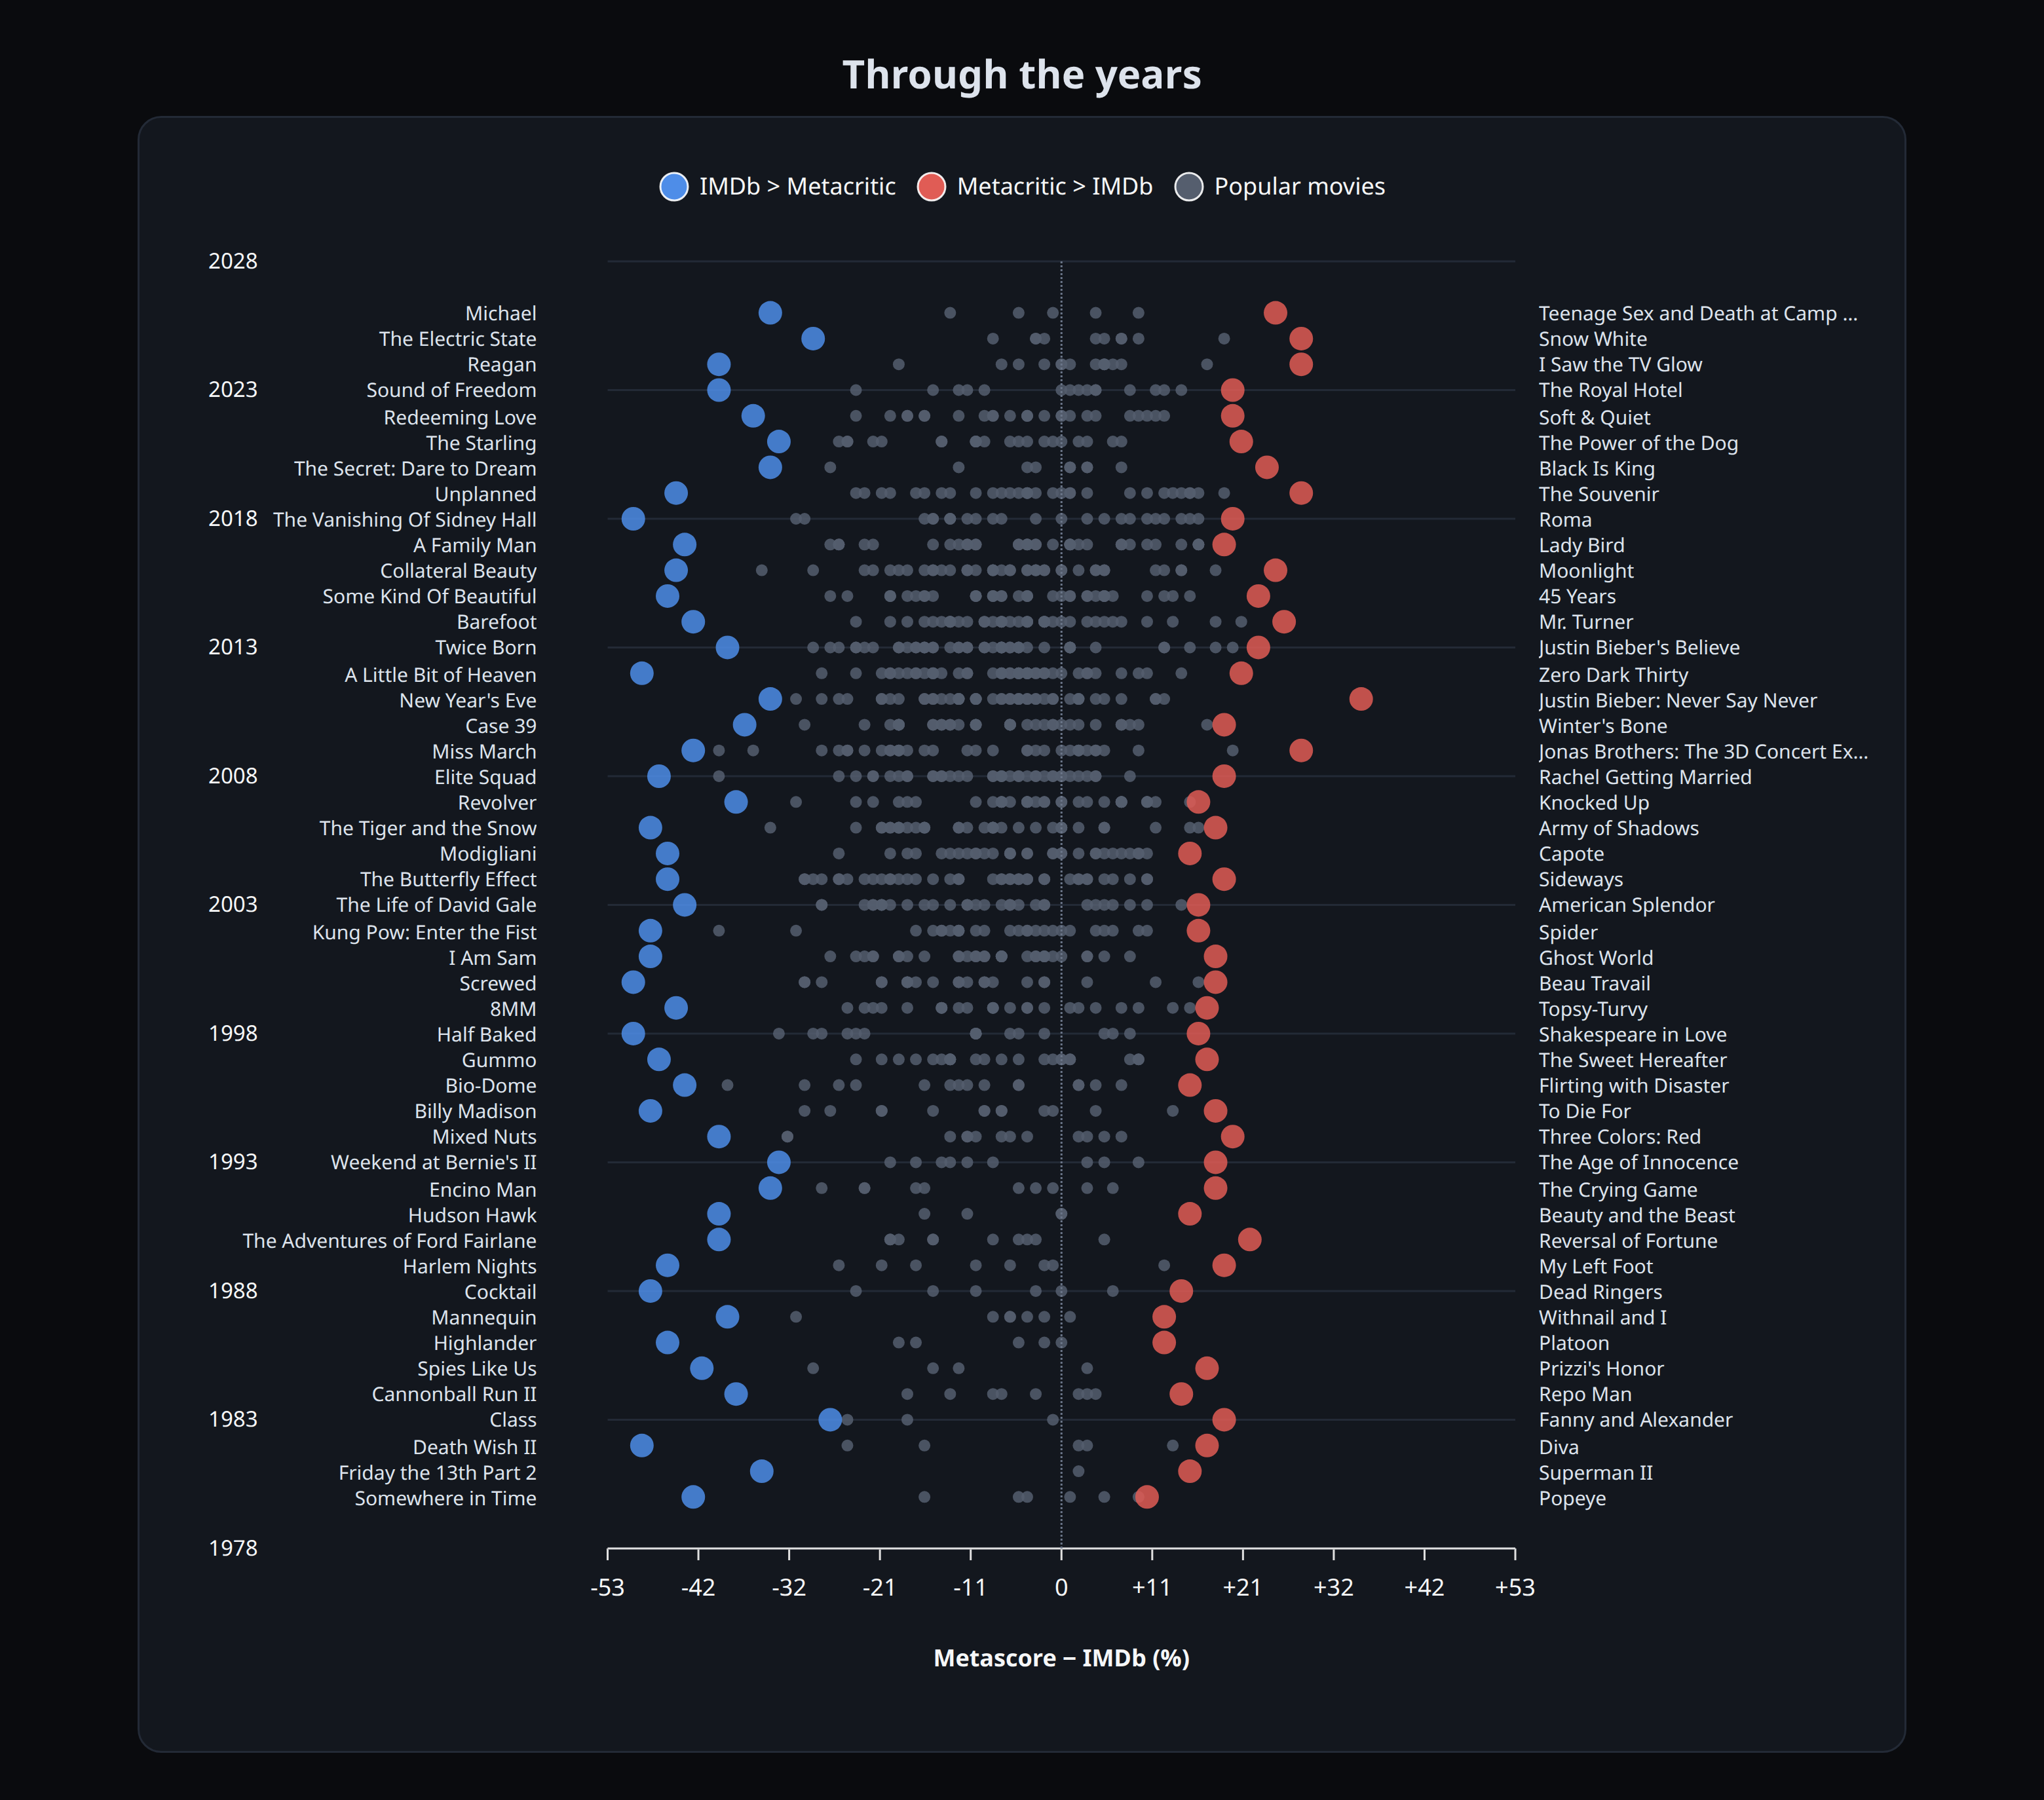 Through the years
IMDb > Metacritic Metacritic > IMDb Popular movies
2028
Michael Teenage Sex and Death at Camp ...
The Electric State Snow White
Reagan I Saw the TV Glow
2023 Sound of Freedom The Royal Hotel
Redeeming Love Soft & Quiet
The Starling The Power of the Dog
The Secret: Dare to Dream Black Is King
Unplanned The Souvenir
2018 The Vanishing Of Sidney Hall Roma
A Family Man Lady Bird
Collateral Beauty Moonlight
Some Kind Of Beautiful 45 Years
Barefoot Mr. Turner
2013 Twice Born Justin Bieber's Believe
A Little Bit of Heaven Zero Dark Thirty
New Year's Eve Justin Bieber: Never Say Never
Case 39 Winter's Bone
Miss March Jonas Brothers: The 3D Concert Ex...
2008 Elite Squad Rachel Getting Married
Revolver Knocked Up
The Tiger and the Snow Army of Shadows
Modigliani Capote
The Butterfly Effect Sideways
2003 The Life of David Gale American Splendor
Kung Pow: Enter the Fist Spider
I Am Sam Ghost World
Screwed Beau Travail
8MM Topsy-Turvy
1998 Half Baked Shakespeare in Love
Gummo The Sweet Hereafter
Bio-Dome Flirting with Disaster
Billy Madison To Die For
Mixed Nuts Three Colors: Red
1993 Weekend at Bernie's II The Age of Innocence
Encino Man The Crying Game
Hudson Hawk Beauty and the Beast
The Adventures of Ford Fairlane Reversal of Fortune
Harlem Nights My Left Foot
1988 Cocktail Dead Ringers
Mannequin Withnail and I
Highlander Platoon
Spies Like Us Prizzi's Honor
Cannonball Run II Repo Man
1983 Class Fanny and Alexander
Death Wish II Diva
Friday the 13th Part 2 Superman II
Somewhere in Time Popeye
1978
-53 -42 -32 -21 -11 0 +11 +21 +32 +42 +53
Metascore − IMDb (%)